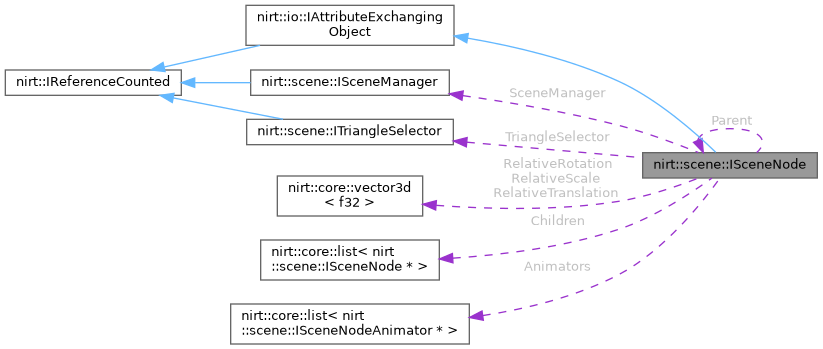 nirt::io::IAttributeExchanging
Object
nirt::IReferenceCounted
nirt::scene::ISceneManager
SceneManager
Parent
nirt::scene::ITriangleSelector
TriangleSelector
nirt::scene::ISceneNode
RelativeRotation
RelativeScale
RelativeTranslation
nirt::core::vector3d
< f32 >
Children
nirt::core::list< nirt
::scene::ISceneNode * >
Animators
nirt::core::list< nirt
::scene::ISceneNodeAnimator * >